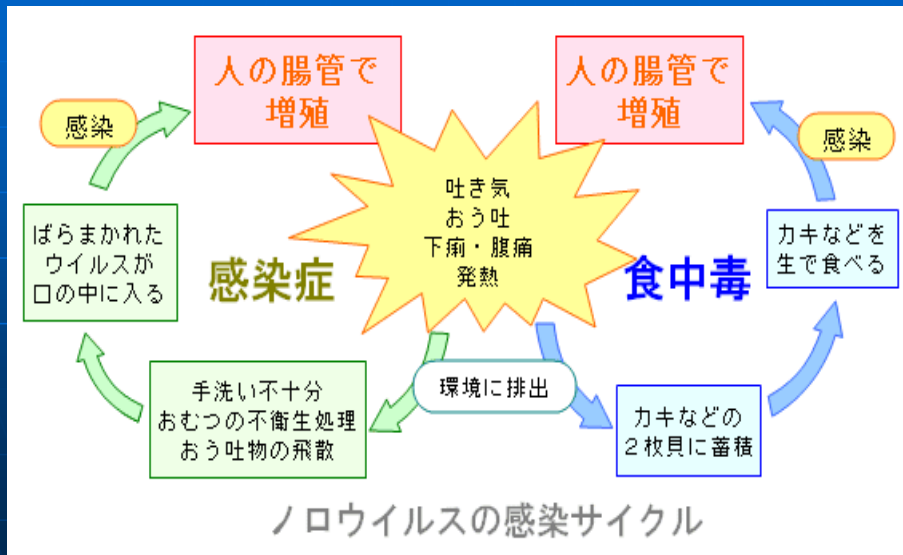 人の腸管で
増殖
人の腸管で
増殖
感染
感染
吐き気
おう吐
下痢・腹痛
発熱
ばらまかれた
ウイルスが
口の中に入る
感染症
食中毒
カキなどを
生で食べる
手洗い不十分
おむつの不衛生処理
おう吐物の飛散
環境に排出
カキなどの
２枚貝に蓄積
ノロウイルスの感染サイクル